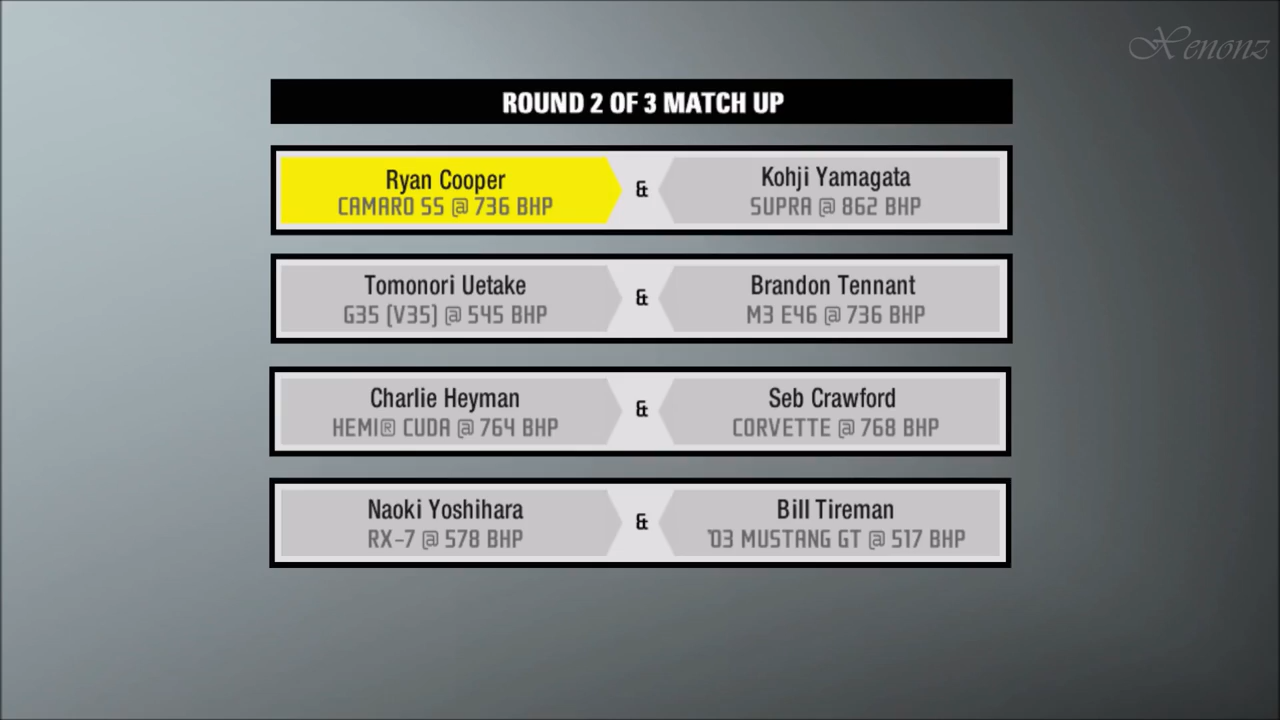 Xenonz
ROUND 2 OF 3 MATCH UP
Ryan Cooper
CAMARO SS @ 736 BHP
&
Kohji Yamagata
SUPRA @ 862 BHP
Tomonori Uetake
G35 (V35) @ 545 BHP
&
Brandon Tennant
M3 E46 @ 736 BHP
Charlie Heyman
HEMI® CUDA @ 764 BHP
&
Seb Crawford
CORVETTE @ 768 BHP
Naoki Yoshihara
RX-7 @ 578 BHP
&
Bill Tireman
'03 MUSTANG GT @ 517 BHP